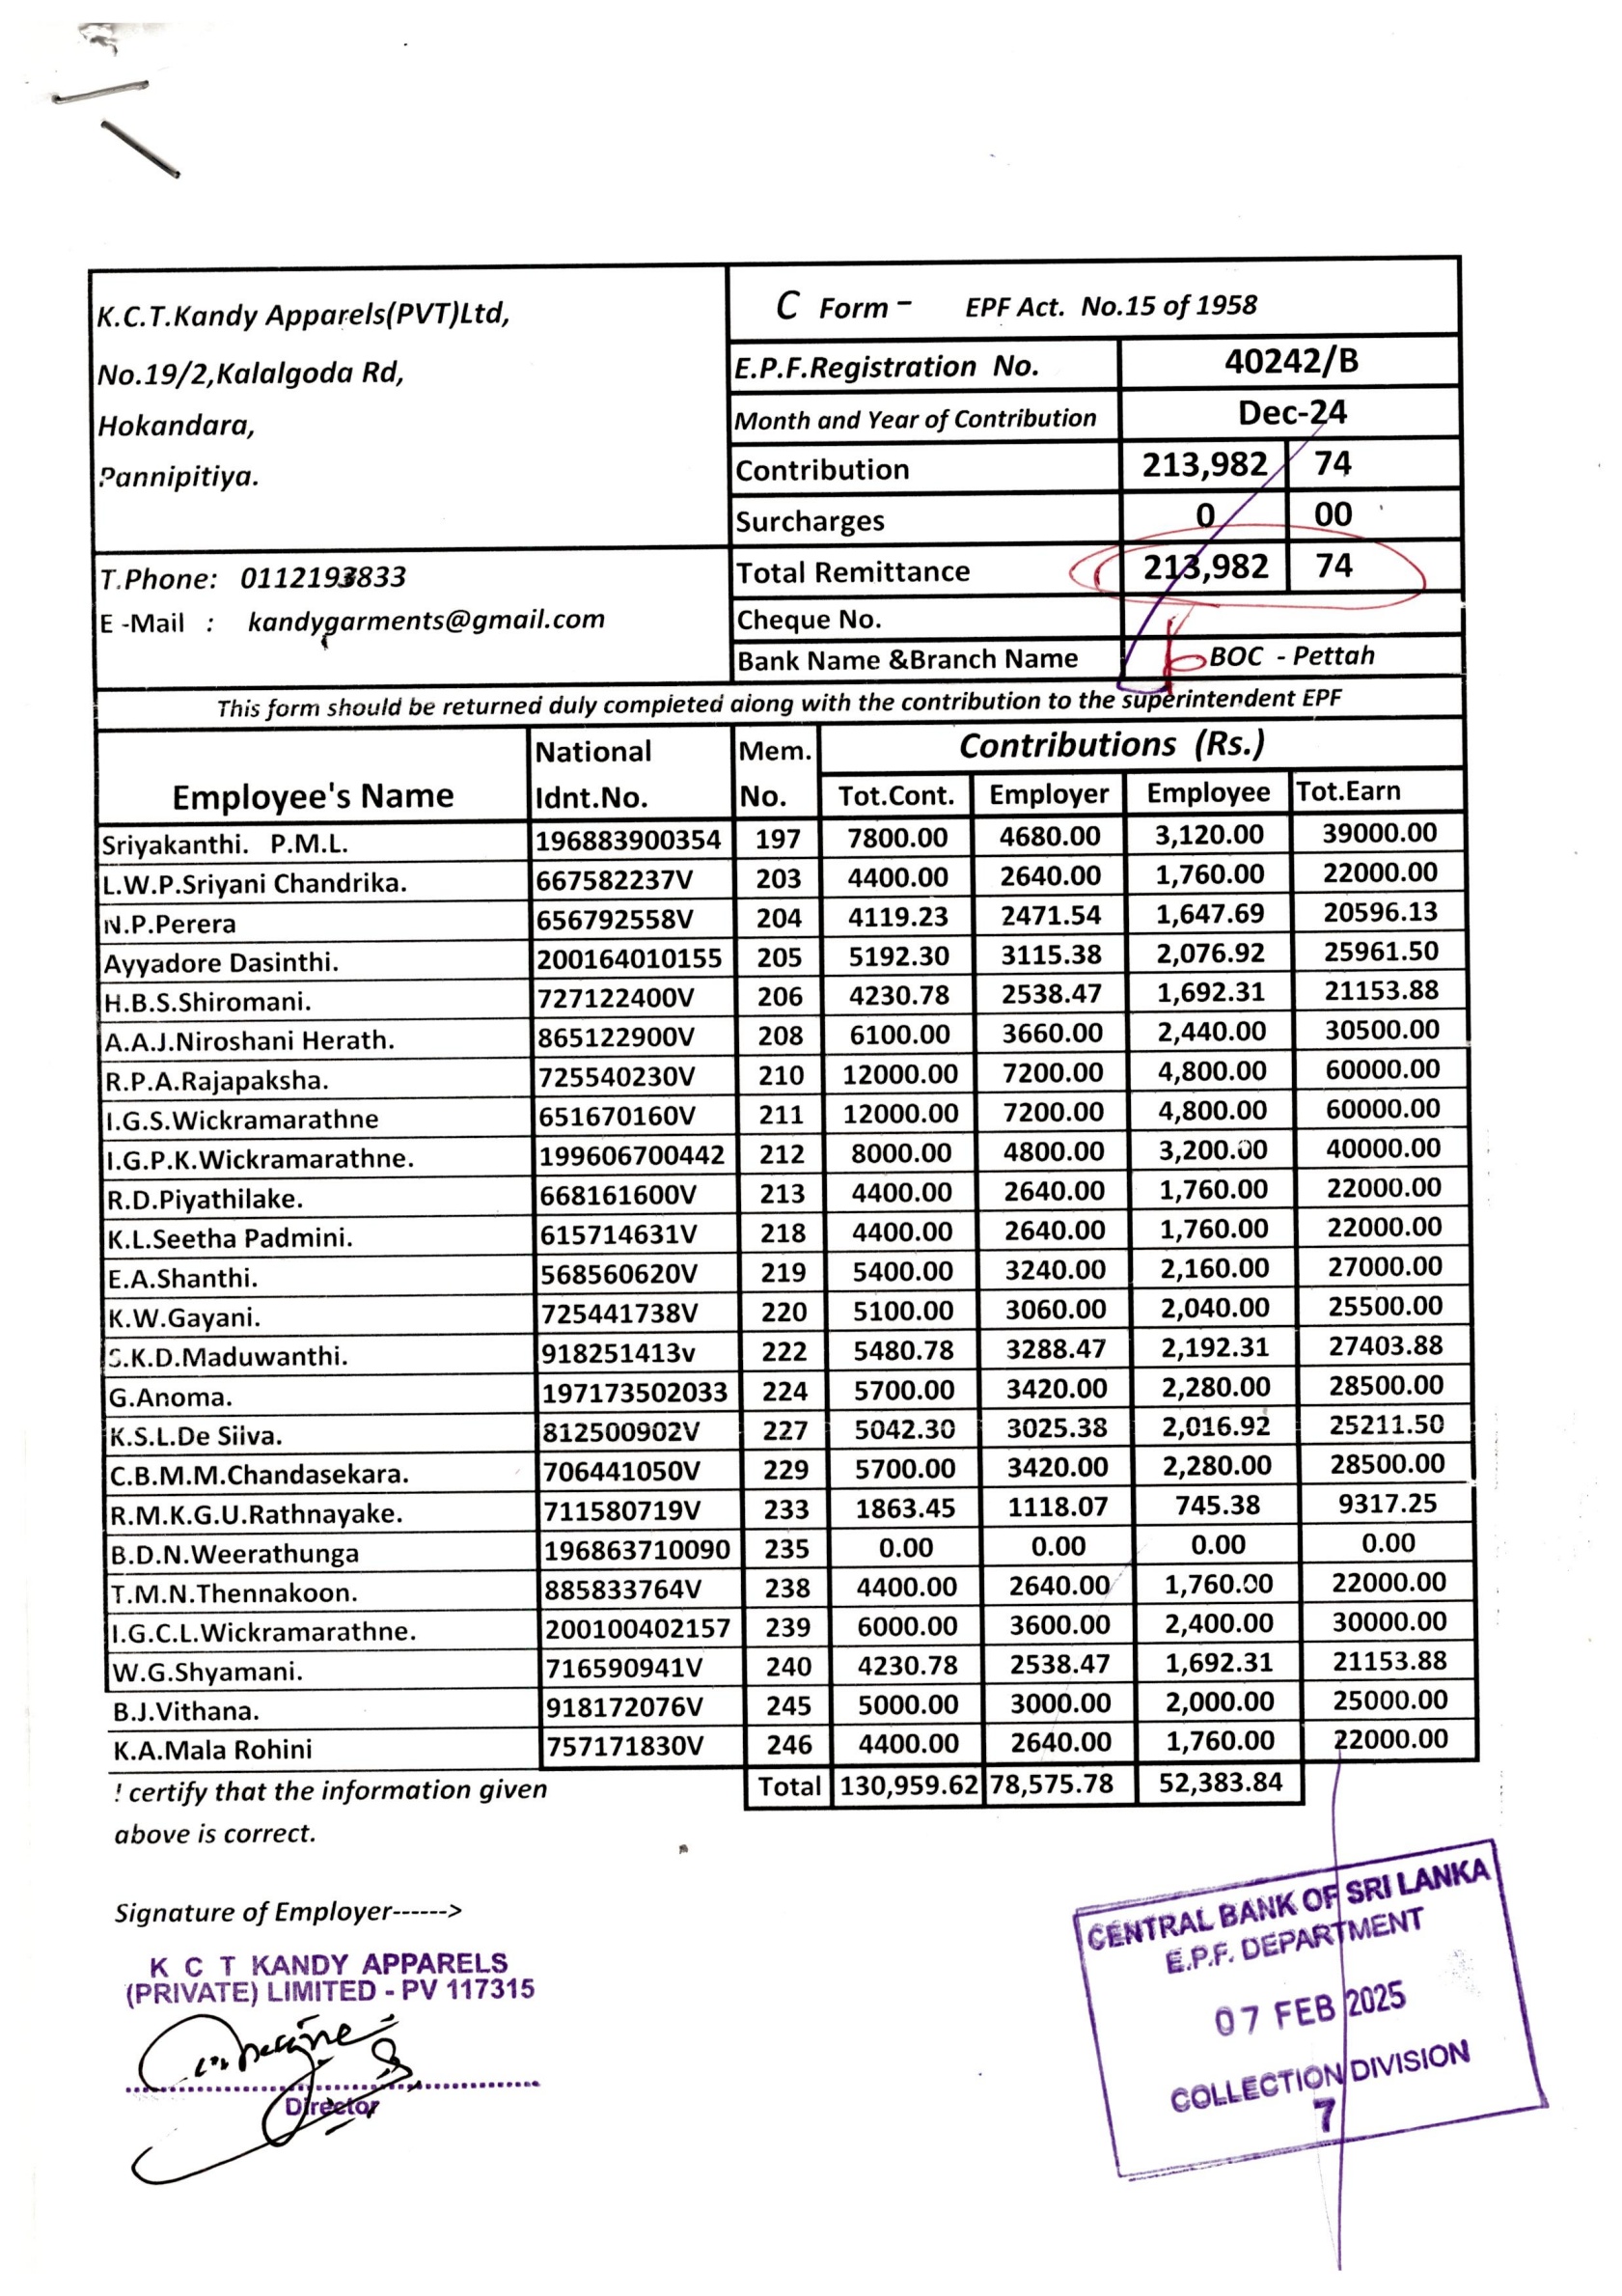 K.C.T.Kandy Apparels(PVT)Ltd,
No.19/2,Kalalgoda Rd,
Hokandara,
Pannipitiya.
T.Phone: 0112193833
E -Mail : kandygarments@gmail.com
C Form - EPF Act. No.15 of 1958
E.P.F.Registration No. 40242/B
Month and Year of Contribution Dec-24
Contribution 213,982 74
Surcharges 0 00
Total Remittance 213,982 74
Cheque No.
Bank Name &Branch Name BOC - Pettah
This form should be returned duly completed along with the contribution to the superintendent EPF
Employee's Name National Idnt.No. Mem. No. Contributions (Rs.)
Tot.Cont. Employer Employee Tot.Earn
Sriyakanthi. P.M.L. 196883900354 197 7800.00 4680.00 3,120.00 39000.00
L.W.P.Sriyani Chandrika. 667582237V 203 4400.00 2640.00 1,760.00 22000.00
N.P.Perera 656792558V 204 4119.23 2471.54 1,647.69 20596.13
Ayyadore Dasinthi. 200164010155 205 5192.30 3115.38 2,076.92 25961.50
H.B.S.Shiromani. 727122400V 206 4230.78 2538.47 1,692.31 21153.88
A.A.J.Niroshani Herath. 865122900V 208 6100.00 3660.00 2,440.00 30500.00
R.P.A.Rajapaksha. 725540230V 210 12000.00 7200.00 4,800.00 60000.00
I.G.S.Wickramarathne 651670160V 211 12000.00 7200.00 4,800.00 60000.00
I.G.P.K.Wickramarathne. 199606700442 212 8000.00 4800.00 3,200.00 40000.00
R.D.Piyathilake. 668161600V 213 4400.00 2640.00 1,760.00 22000.00
K.L.Seetha Padmini. 615714631V 218 4400.00 2640.00 1,760.00 22000.00
E.A.Shanthi. 568560620V 219 5400.00 3240.00 2,160.00 27000.00
K.W.Gayani. 725441738V 220 5100.00 3060.00 2,040.00 25500.00
S.K.D.Maduwanthi. 918251413v 222 5480.78 3288.47 2,192.31 27403.88
G.Anoma. 197173502033 224 5700.00 3420.00 2,280.00 28500.00
K.S.L.De Siiva. 812500902V 227 5042.30 3025.38 2,016.92 25211.50
C.B.M.M.Chandasekara. 706441050V 229 5700.00 3420.00 2,280.00 28500.00
R.M.K.G.U.Rathnayake. 711580719V 233 1863.45 1118.07 745.38 9317.25
B.D.N.Weerathunga 196863710090 235 0.00 0.00 0.00 0.00
T.M.N.Thennakoon. 885833764V 238 4400.00 2640.00 1,760.00 22000.00
I.G.C.L.Wickramarathne. 200100402157 239 6000.00 3600.00 2,400.00 30000.00
W.G.Shyamani. 716590941V 240 4230.78 2538.47 1,692.31 21153.88
B.J.Vithana. 918172076V 245 5000.00 3000.00 2,000.00 25000.00
K.A.Mala Rohini 757171830V 246 4400.00 2640.00 1,760.00 22000.00
Total 130,959.62 78,575.78 52,383.84
I certify that the information given
above is correct.
Signature of Employer------>
K C T KANDY APPARELS
(PRIVATE) LIMITED - PV 117315
Director
CENTRAL BANK OF SRI LANKA
E.P.F. DEPARTMENT
07 FEB 2025
COLLECTION DIVISION
7